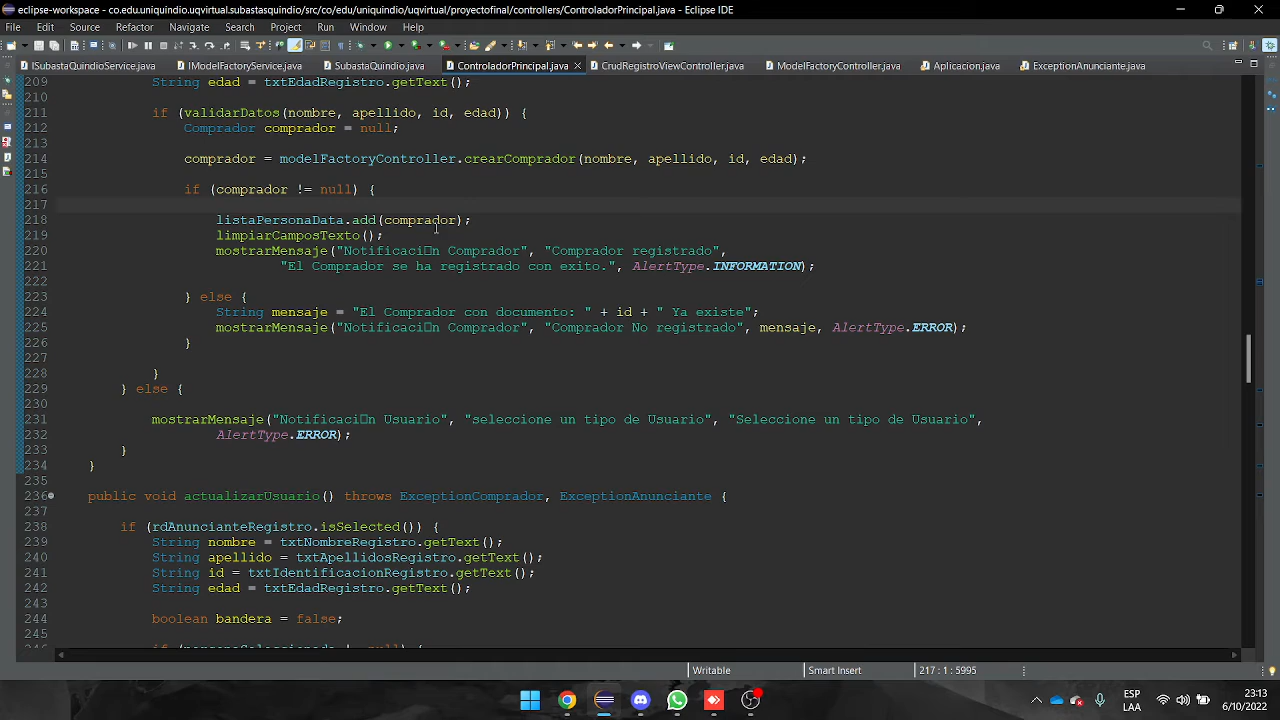 eclipse-workspace - co.edu.uniquindio.uqvirtual.subastasquindio/src/co/edu/uniquindio/uqvirtual/proyectofinal/controllers/ControladorPrincipal.java - Eclipse IDE
File Edit Source Refactor Navigate Search Project Run Window Help
ISubastaQuindioService.java IModelFactoryService.java SubastaQuindio.java ControladorPrincipal.java CrudRegistroViewController.java ModelFactoryController.java Aplicacion.java ExceptionAnunciante.java
209 String edad = txtEdadRegistro.getText();
210
211 if (validarDatos(nombre, apellido, id, edad)) {
212 Comprador comprador = null;
213
214 comprador = modelFactoryController.crearComprador(nombre, apellido, id, edad);
215
216 if (comprador != null) {
217
218 listaPersonaData.add(comprador);
219 limpiarCamposTexto();
220 mostrarMensaje("Notificaci□n Comprador", "Comprador registrado",
221 "El Comprador se ha registrado con exito.", AlertType.INFORMATION);
222
223 } else {
224 String mensaje = "El Comprador con documento: " + id + " Ya existe";
225 mostrarMensaje("Notificaci□n Comprador", "Comprador No registrado", mensaje, AlertType.ERROR);
226 }
227
228 }
229 } else {
230
231 mostrarMensaje("Notificaci□n Usuario", "seleccione un tipo de Usuario", "Seleccione un tipo de Usuario",
232 AlertType.ERROR);
233 }
234 }
235
236 public void actualizarUsuario() throws ExceptionComprador, ExceptionAnunciante {
237
238 if (rdAnuncianteRegistro.isSelected()) {
239 String nombre = txtNombreRegistro.getText();
240 String apellido = txtApellidosRegistro.getText();
241 String id = txtIdentificacionRegistro.getText();
242 String edad = txtEdadRegistro.getText();
243
244 boolean bandera = false;
245
Writable Smart Insert 217 : 1 : 5995
ESP
LAA
23:13
6/10/2022